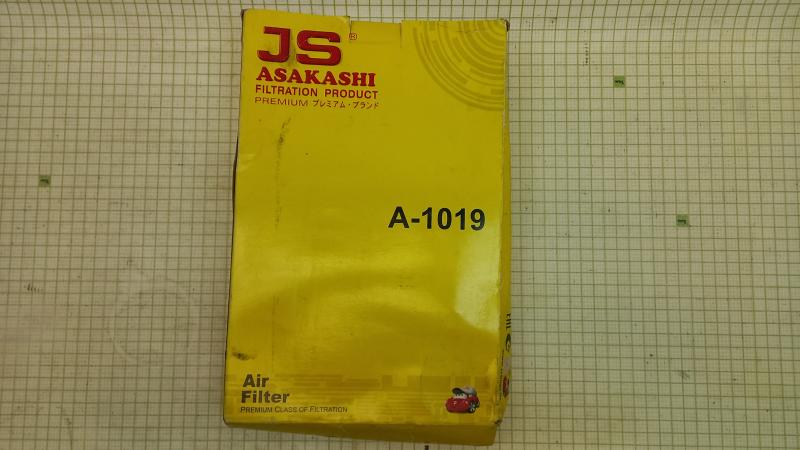 JS®
ASAKASHI
FILTRATION PRODUCT
PREMIUM プレミアム・ブランド
A-1019
Air
Filter
PREMIUM CLASS OF FILTRATION